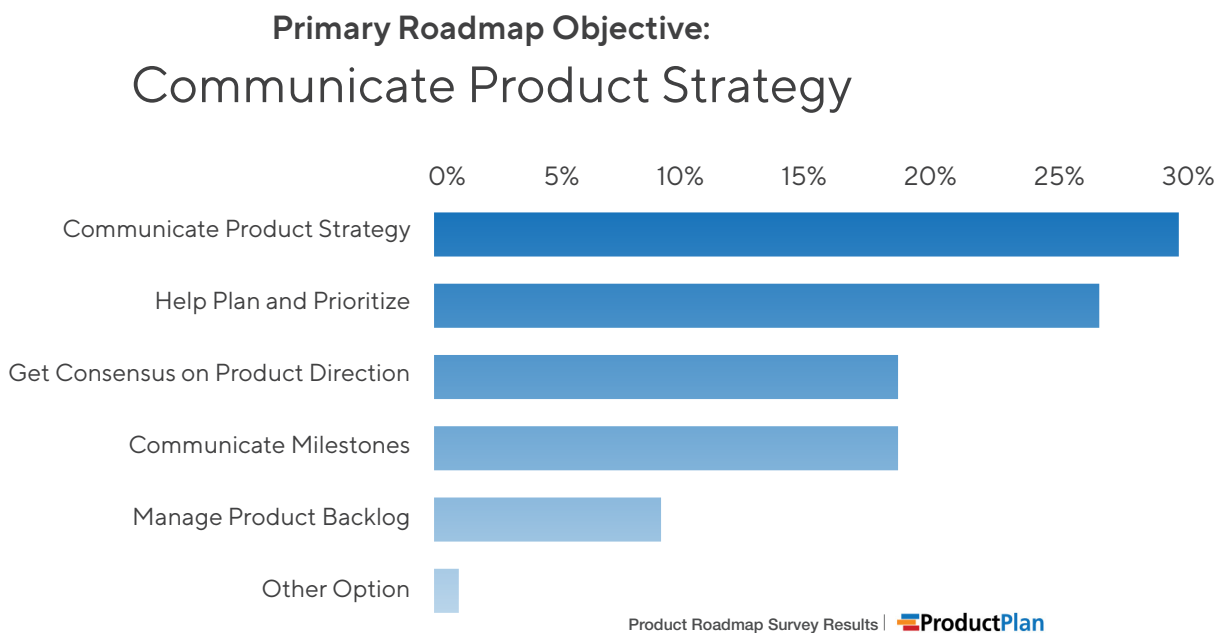 Primary Roadmap Objective:
Communicate Product Strategy
0% 5% 10% 15% 20% 25% 30%
Communicate Product Strategy
Help Plan and Prioritize
Get Consensus on Product Direction
Communicate Milestones
Manage Product Backlog
Other Option
Product Roadmap Survey Results | ProductPlan